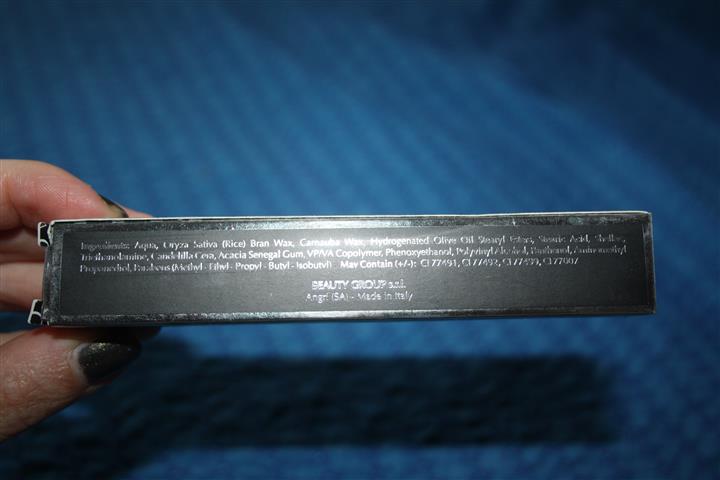 Ingredients: Aqua, Oryza Sativa (Rice) Bran Wax, Carnauba Wax, Hydrogenated Olive Oil Stearyl Esters, Stearic Acid, Shellac,
Triethanolamine, Candelilla Cera, Acacia Senegal Gum, VP/VA Copolymer, Phenoxyethanol, Polyvinyl Alcohol, Panthenol, Aminomethyl
Propanediol, Parabens (Methyl - Ethyl - Propyl - Butyl - Isobutyl) - May Contain (+/-): CI 77491, CI 77492, CI 77499, CI 77007
BEAUTY GROUP s.r.l.
Angri (SA) - Made in Italy